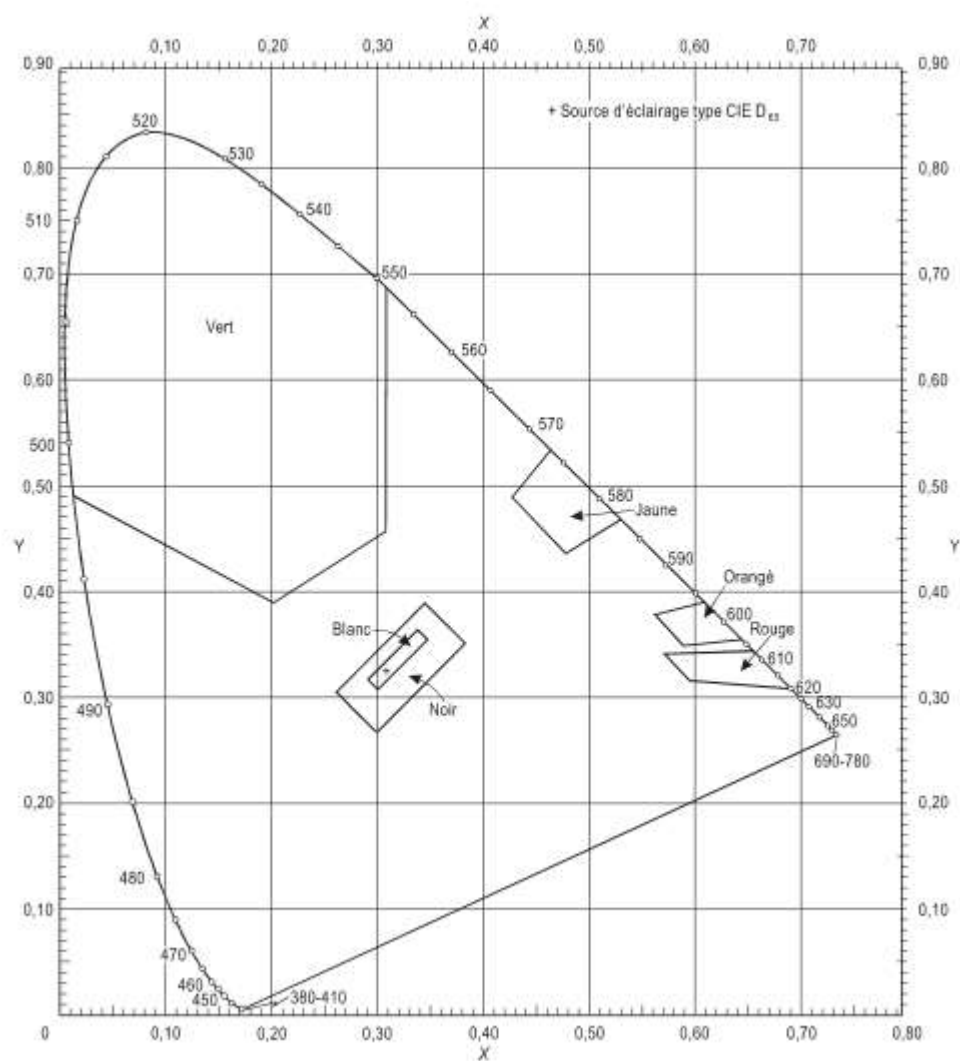 X
0,10 0,20 0,30 0,40 0,50 0,60 0,70
0,90 0,90
+ Source d'éclairage type CIE D65
520
530
0,80 0,80
540
510
550
0,70 0,70
Vert
560
0,60 0,60
570
500
0,50 580 0,50
Jaune
Y Y
590
0,40 Orangé 0,40
600
Blanc Rouge
610
0,30 620 0,30
490 Noir 630
650
690-780
0,20 0,20
480
0,10 0,10
470
460
450 380-410
0 0,10 0,20 0,30 0,40 0,50 0,60 0,70 0,80
X